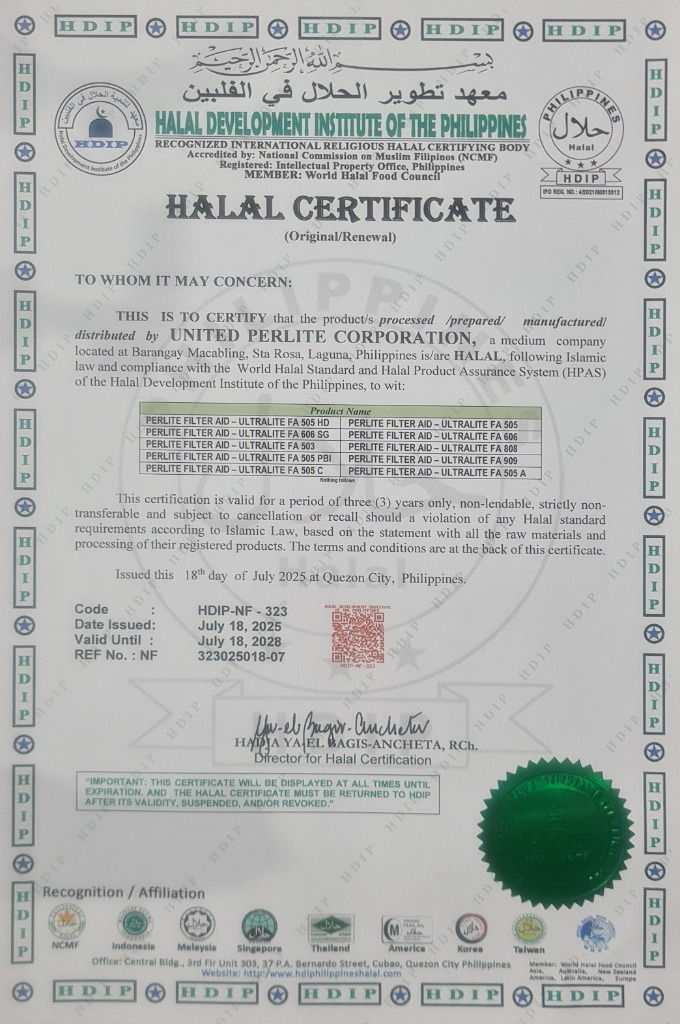 HDIP HDIP HDIP HDIP HDIP
بسم الله الرحمن الرحيم
معهد تطوير الحلال في الفلبين
HALAL DEVELOPMENT INSTITUTE OF THE PHILIPPINES
RECOGNIZED INTERNATIONAL RELIGIOUS HALAL CERTIFYING BODY
Accredited by: National Commission on Muslim Filipinos (NCMF)
Registered: Intellectual Property Office, Philippines
MEMBER: World Halal Food Council
HDIP
Halal Development Institute of the Philippines
PHILIPPINES
حلال
Halal
HDIP
IPO REG. NO.: 4/2021/00513512
HALAL CERTIFICATE
(Original/Renewal)
TO WHOM IT MAY CONCERN:
THIS IS TO CERTIFY that the product/s processed /prepared/ manufactured/
distributed by UNITED PERLITE CORPORATION, a medium company
located at Barangay Macabling, Sta Rosa, Laguna, Philippines is/are HALAL, following Islamic
law and compliance with the World Halal Standard and Halal Product Assurance System (HPAS)
of the Halal Development Institute of the Philippines, to wit:
Product Name
PERLITE FILTER AID – ULTRALITE FA 505 HD PERLITE FILTER AID – ULTRALITE FA 505
PERLITE FILTER AID – ULTRALITE FA 606 SG PERLITE FILTER AID – ULTRALITE FA 606
PERLITE FILTER AID – ULTRALITE FA 503 PERLITE FILTER AID – ULTRALITE FA 808
PERLITE FILTER AID – ULTRALITE FA 505 PBI PERLITE FILTER AID – ULTRALITE FA 909
PERLITE FILTER AID – ULTRALITE FA 505 C PERLITE FILTER AID – ULTRALITE FA 505 A
Nothing follows
This certification is valid for a period of three (3) years only, non-lendable, strictly non-
transferable and subject to cancellation or recall should a violation of any Halal standard
requirements according to Islamic Law, based on the statement with all the raw materials and
processing of their registered products. The terms and conditions are at the back of this certificate.
Issued this 18th day of July 2025 at Quezon City, Philippines.
Code : HDIP-NF - 323
Date Issued: July 18, 2025
Valid Until : July 18, 2028
REF No. : NF 323025018-07
HALAL DEVELOPMENT INSTITUTE
OF THE PHILIPPINES
HDIP-NF-323
HADJA YA-EL BAGIS-ANCHETA, RCh.
Director for Halal Certification
"IMPORTANT: THIS CERTIFICATE WILL BE DISPLAYED AT ALL TIMES UNTIL
EXPIRATION. AND THE HALAL CERTIFICATE MUST BE RETURNED TO HDIP
AFTER ITS VALIDITY, SUSPENDED, AND/OR REVOKED."
Recognition / Affiliation
NCMF Indonesia Malaysia Singapore Thailand America Korea Taiwan
Office: Central Bldg., 3rd Flr Unit 303, 37 P.A. Bernardo Street, Cubao, Quezon City Philippines
Website: http://www.hdiphilippineshalal.com
Member: World Halal Food Council
Asia, Australia, New Zealand
America, Latin America, Europe
HDIP HDIP HDIP HDIP HDIP